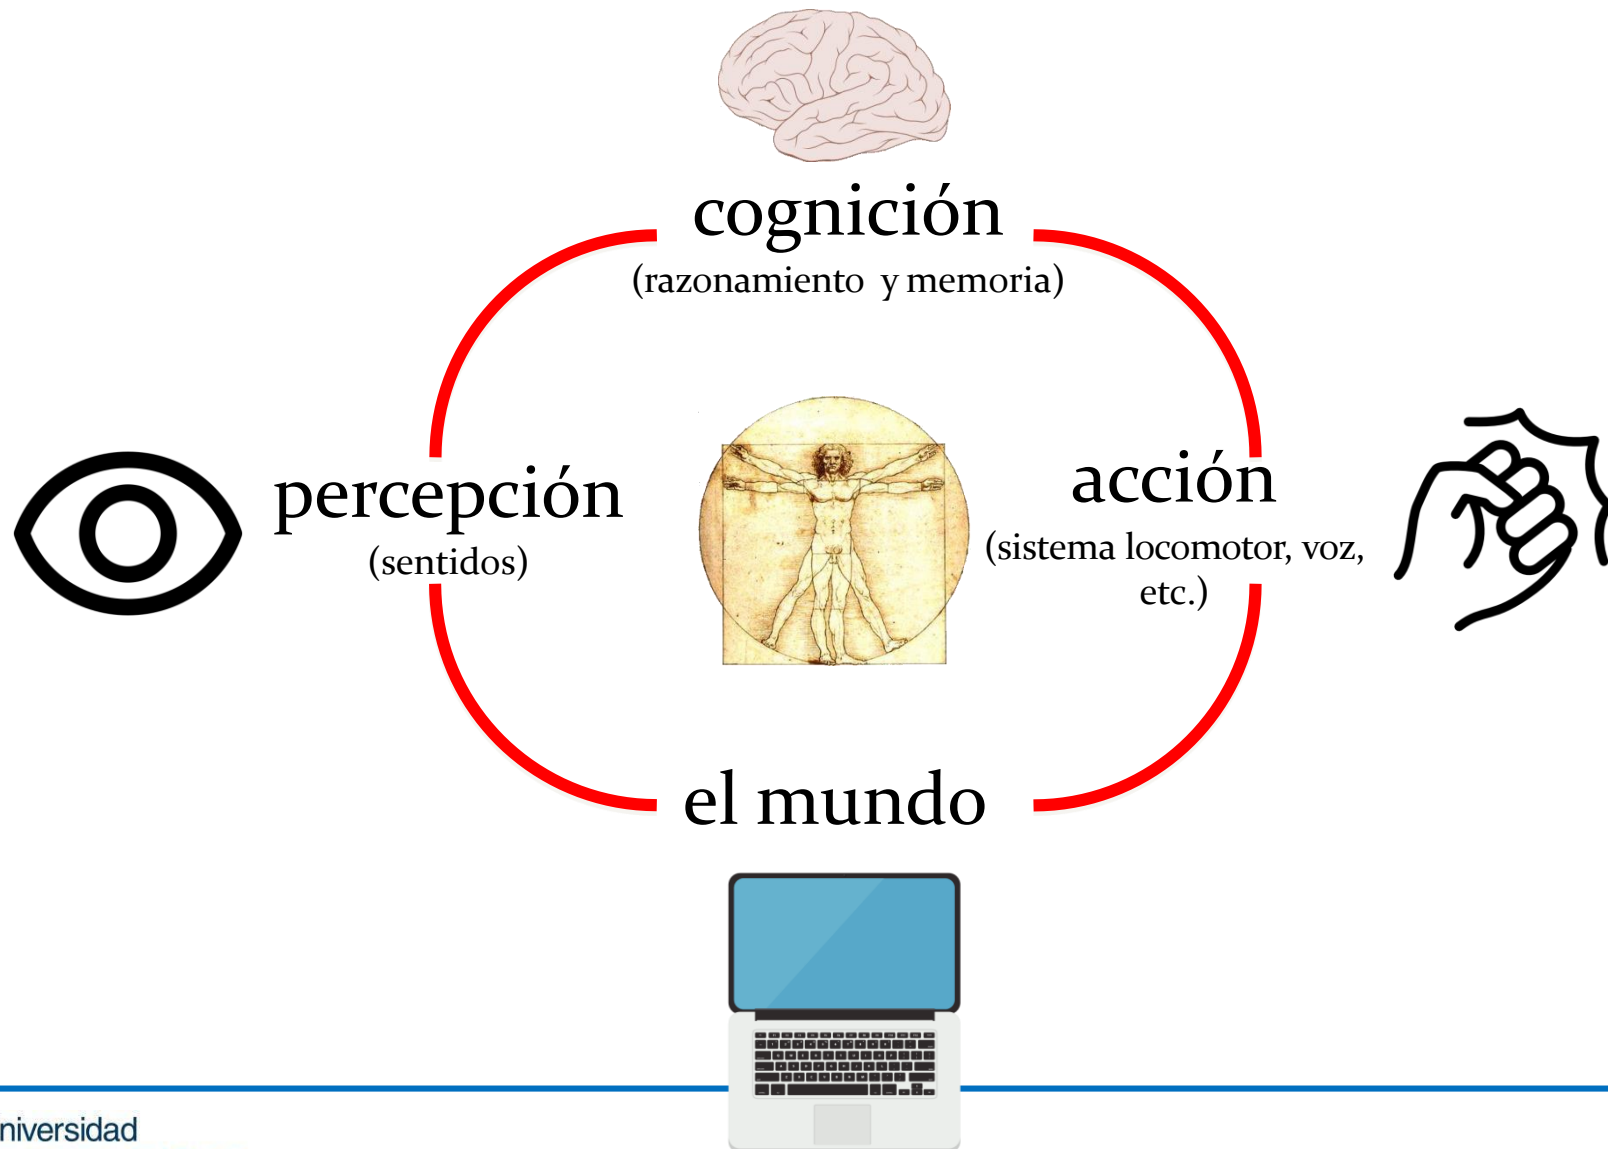 cognición
(razonamiento y memoria)
percepción
(sentidos)
acción
(sistema locomotor, voz,
etc.)
el mundo
niversidad